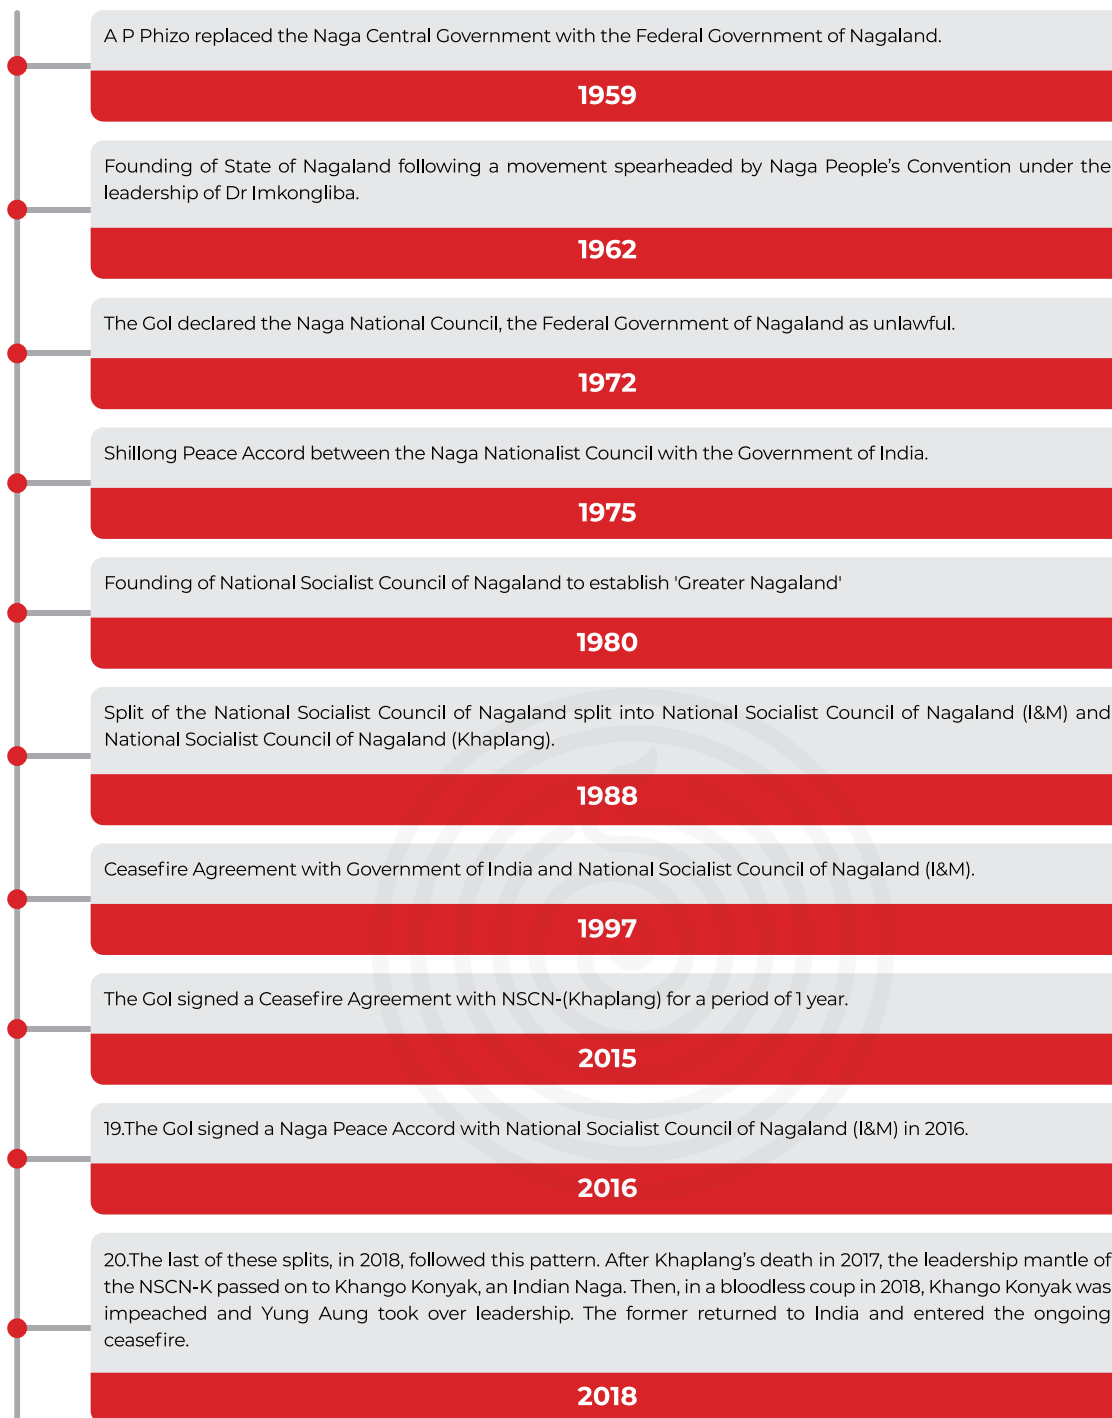 A P Phizo replaced the Naga Central Government with the Federal Government of Nagaland.
1959
Founding of State of Nagaland following a movement spearheaded by Naga People’s Convention under the
leadership of Dr Imkongliba.
1962
The GoI declared the Naga National Council, the Federal Government of Nagaland as unlawful.
1972
Shillong Peace Accord between the Naga Nationalist Council with the Government of India.
1975
Founding of National Socialist Council of Nagaland to establish 'Greater Nagaland'
1980
Split of the National Socialist Council of Nagaland split into National Socialist Council of Nagaland (I&M) and
National Socialist Council of Nagaland (Khaplang).
1988
Ceasefire Agreement with Government of India and National Socialist Council of Nagaland (I&M).
1997
The GoI signed a Ceasefire Agreement with NSCN-(Khaplang) for a period of 1 year.
2015
19.The GoI signed a Naga Peace Accord with National Socialist Council of Nagaland (I&M) in 2016.
2016
20.The last of these splits, in 2018, followed this pattern. After Khaplang’s death in 2017, the leadership mantle of
the NSCN-K passed on to Khango Konyak, an Indian Naga. Then, in a bloodless coup in 2018, Khango Konyak was
impeached and Yung Aung took over leadership. The former returned to India and entered the ongoing
ceasefire.
2018